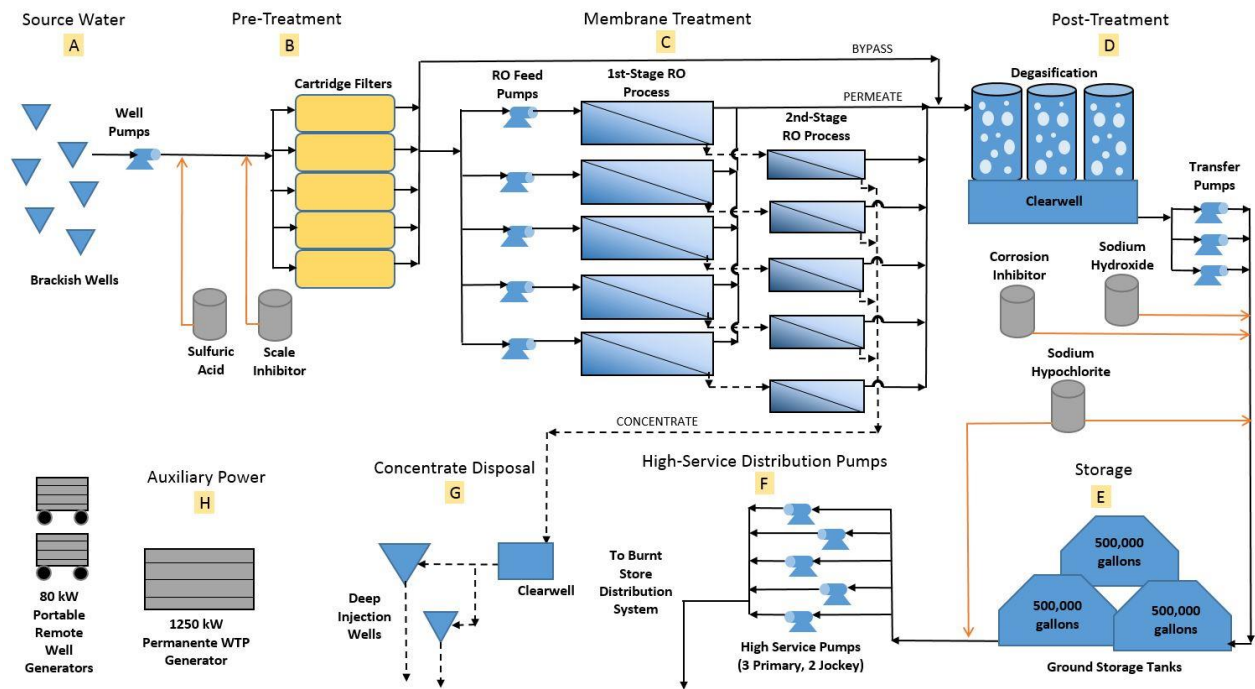 Source Water
A
Pre-Treatment
B
Membrane Treatment
C
Post-Treatment
D
BYPASS
Cartridge Filters
RO Feed
Pumps
1st-Stage RO
Process
PERMEATE
2nd-Stage
RO Process
Degasification
Well
Pumps
Clearwell
Transfer
Pumps
Brackish Wells
Sulfuric
Acid
Scale
Inhibitor
Corrosion
Inhibitor
Sodium
Hydroxide
Sodium
Hypochlorite
CONCENTRATE
Auxiliary Power
H
Concentrate Disposal
G
High-Service Distribution Pumps
F
Storage
E
80 kW
Portable
Remote
Well
Generators
1250 kW
Permanente WTP
Generator
Deep
Injection
Wells
Clearwell
To Burnt
Store
Distribution
System
High Service Pumps
(3 Primary, 2 Jockey)
500,000
gallons
500,000
gallons
500,000
gallons
Ground Storage Tanks